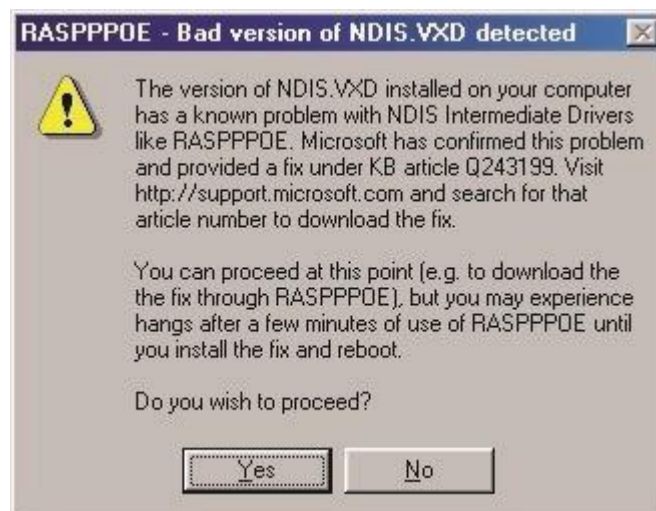 RASPPPOE - Bad version of NDIS.VXD detected
The version of NDIS.VXD installed on your computer
has a known problem with NDIS Intermediate Drivers
like RASPPPOE. Microsoft has confirmed this problem
and provided a fix under KB article Q243199. Visit
http://support.microsoft.com and search for that
article number to download the fix.
You can proceed at this point (e.g. to download the
the fix through RASPPPOE), but you may experience
hangs after a few minutes of use of RASPPPOE until
you install the fix and reboot.
Do you wish to proceed?
Yes
No